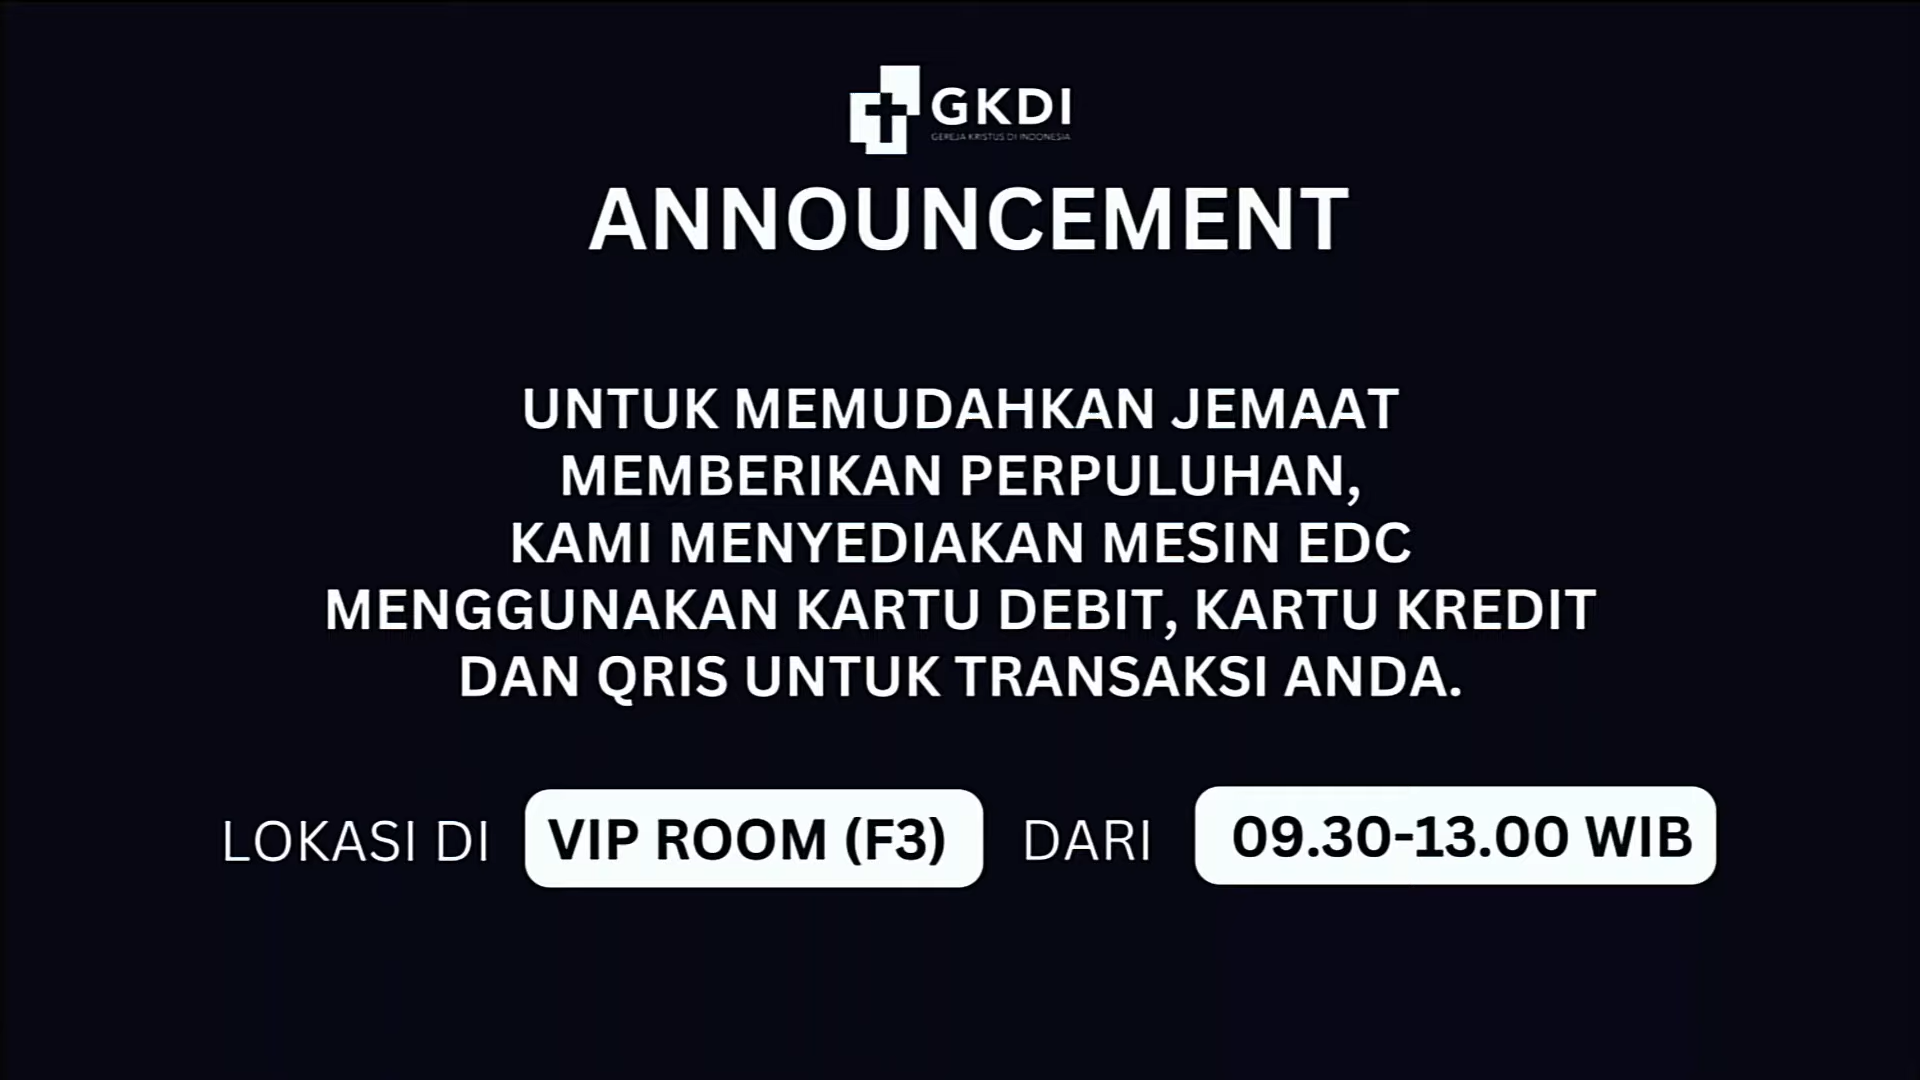 GKDI
GEREJA KRISTUS DI INDONESIA
ANNOUNCEMENT
UNTUK MEMUDAHKAN JEMAAT
MEMBERIKAN PERPULUHAN,
KAMI MENYEDIAKAN MESIN EDC
MENGGUNAKAN KARTU DEBIT, KARTU KREDIT
DAN QRIS UNTUK TRANSAKSI ANDA.
LOKASI DI VIP ROOM (F3) DARI 09.30-13.00 WIB